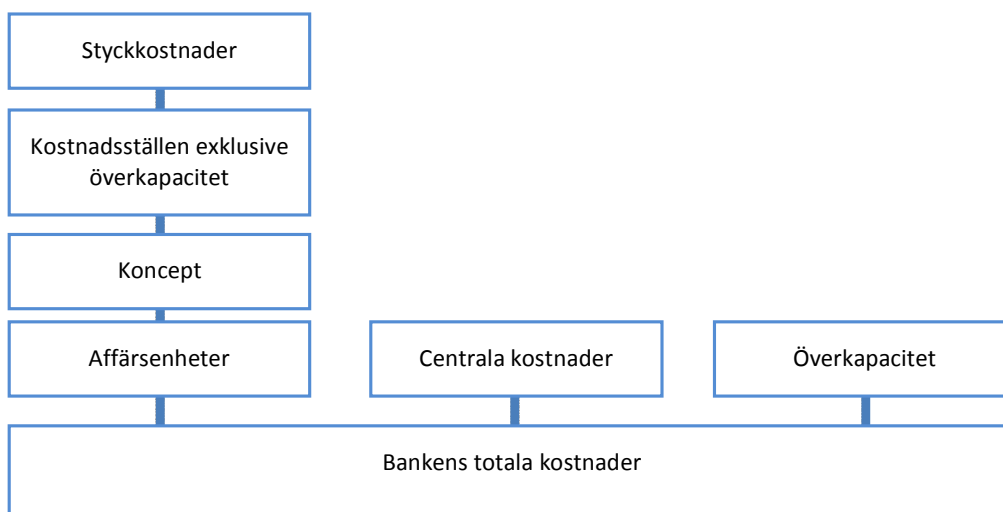 Styckkostnader
Kostnadsställen exklusive
överkapacitet
Koncept
Affärsenheter
Centrala kostnader
Överkapacitet
Bankens totala kostnader